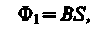 Φ₁ = BS,